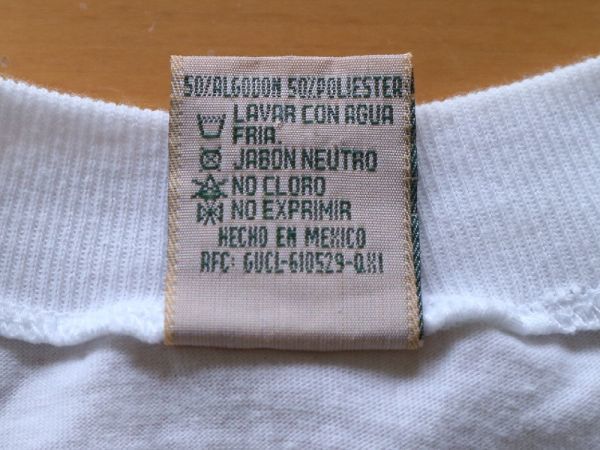 50/ALGODON 50/POLIESTER
LAVAR CON AGUA
FRIA.
JABON NEUTRO
NO CLORO
NO EXPRIMIR
HECHO EN MEXICO
RFC: GUCL-610529-QX1